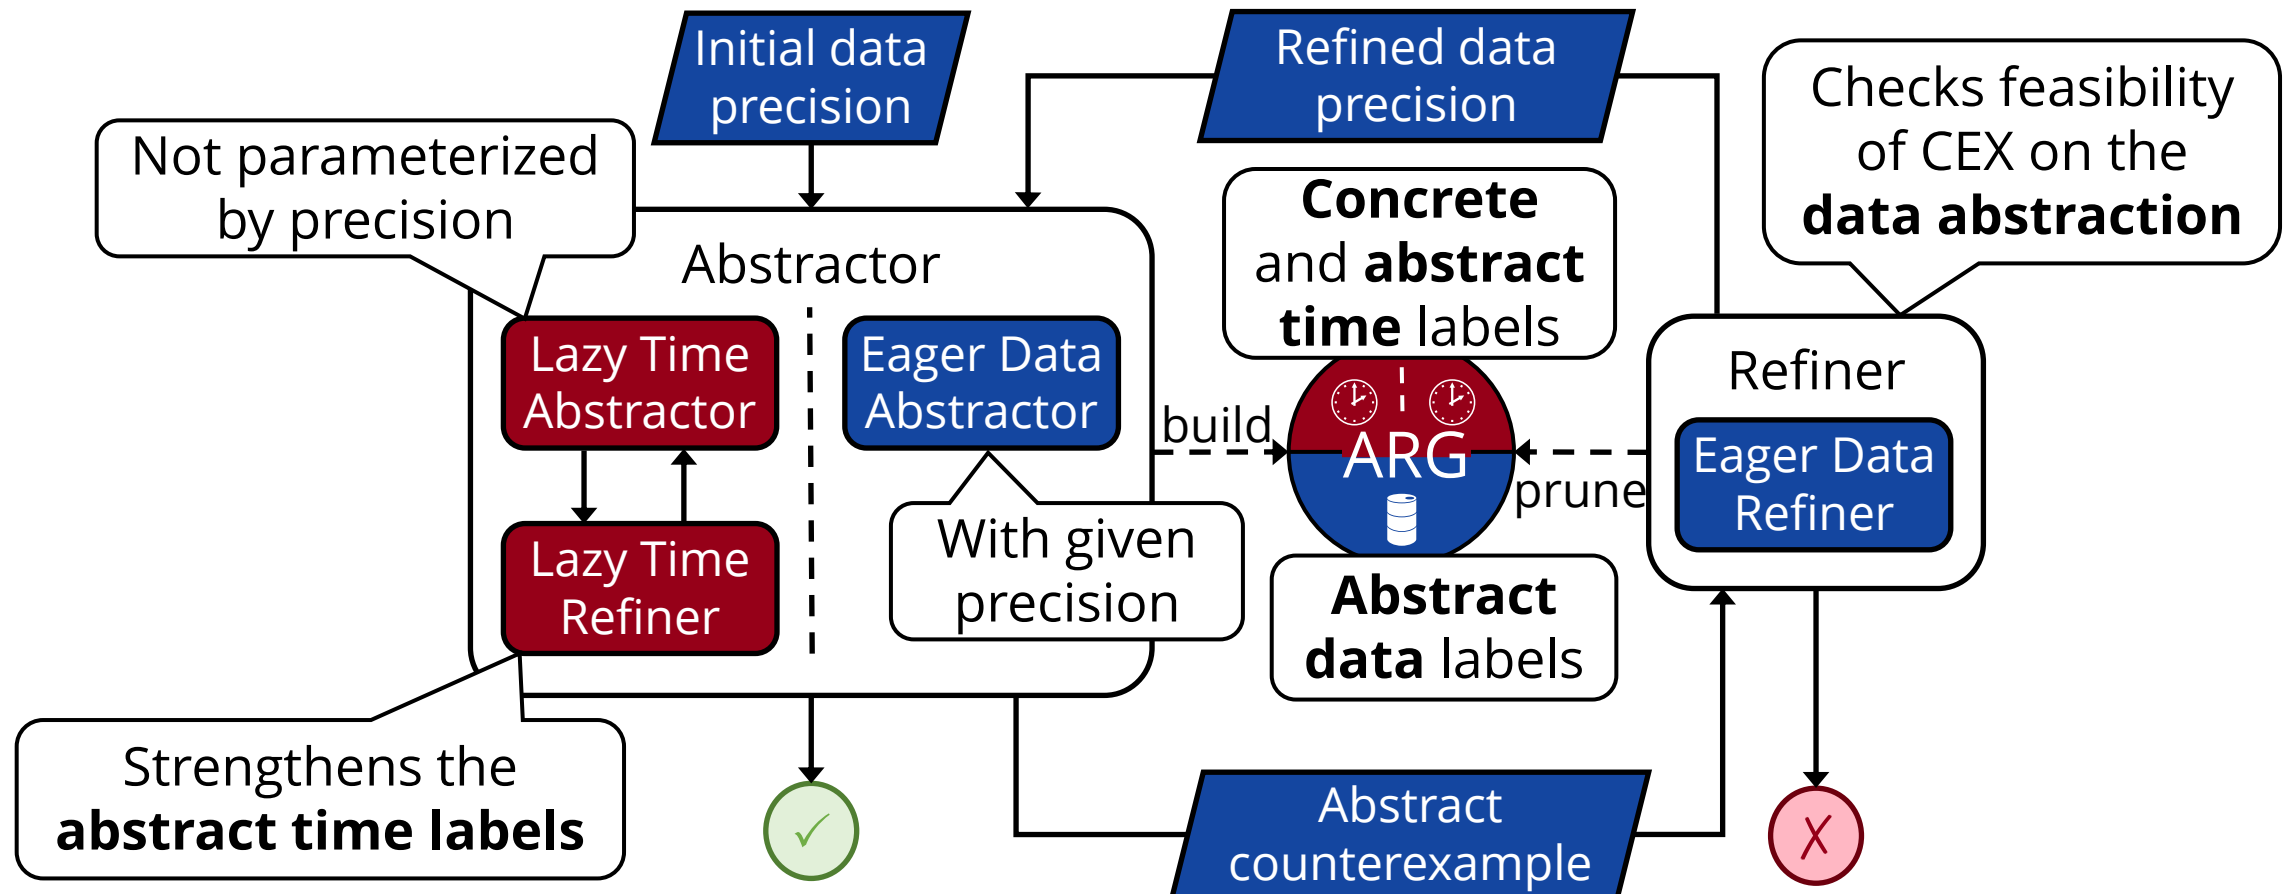 Initial data
precision
Refined data
precision
Checks feasibility
of CEX on the
data abstraction
Not parameterized
by precision
Concrete
and abstract
time labels
Abstractor
Lazy Time
Abstractor
Eager Data
Abstractor
Refiner
build
ARG
prune
Eager Data
Refiner
With given
precision
Lazy Time
Refiner
Abstract
data labels
Strengthens the
abstract time labels
✓
Abstract
counterexample
✗